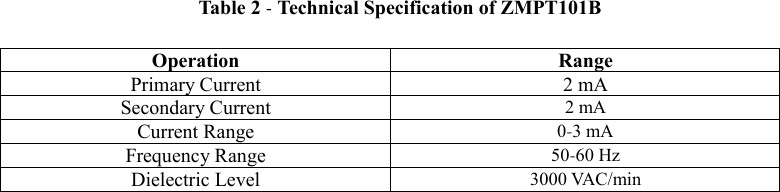 Table 2 - Technical Specification of ZMPT101B
Operation Range
Primary Current 2 mA
Secondary Current 2 mA
Current Range 0-3 mA
Frequency Range 50-60 Hz
Dielectric Level 3000 VAC/min